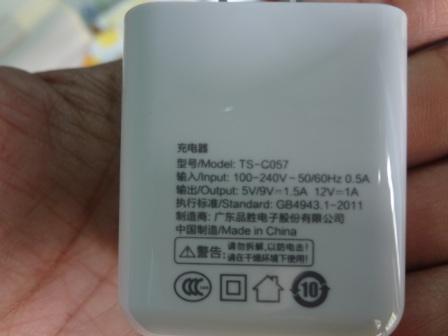 充电器
型号/Model: TS-C057
输入/Input: 100-240V~50/60Hz 0.5A
输出/Output: 5V/9V⎓1.5A 12V⎓1A
执行标准/Standard: GB4943.1-2011
制造商: 广东品胜电子股份有限公司
中国制造/Made in China
警告: 请勿拆解,以防电击!
请在干燥环境下使用!
CCC 10